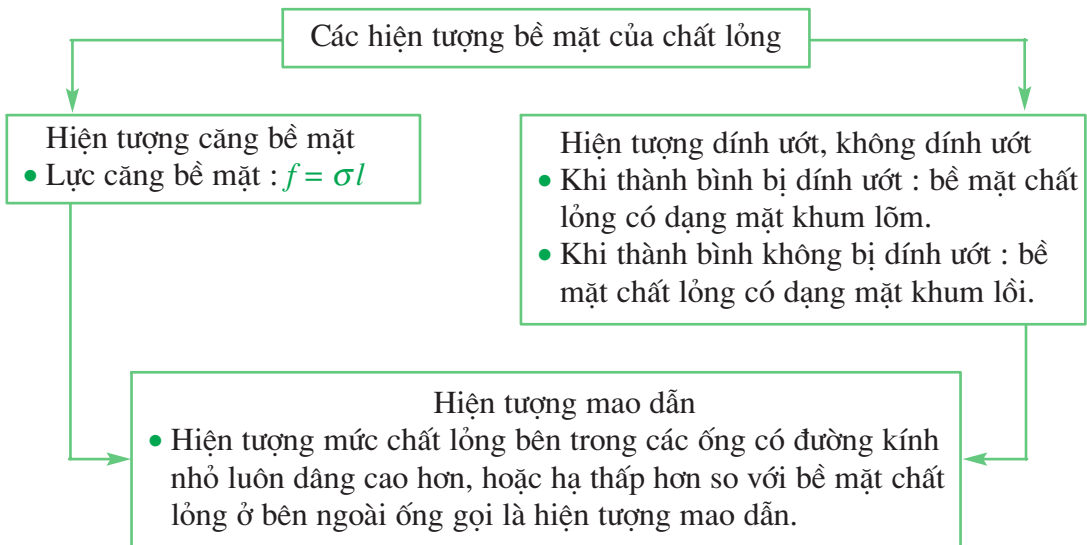 Các hiện tượng bề mặt của chất lỏng
Hiện tượng căng bề mặt
• Lực căng bề mặt : f = σl
Hiện tượng dính ướt, không dính ướt
• Khi thành bình bị dính ướt : bề mặt chất
lỏng có dạng mặt khum lõm.
• Khi thành bình không bị dính ướt : bề
mặt chất lỏng có dạng mặt khum lồi.
Hiện tượng mao dẫn
• Hiện tượng mức chất lỏng bên trong các ống có đường kính
nhỏ luôn dâng cao hơn, hoặc hạ thấp hơn so với bề mặt chất
lỏng ở bên ngoài ống gọi là hiện tượng mao dẫn.